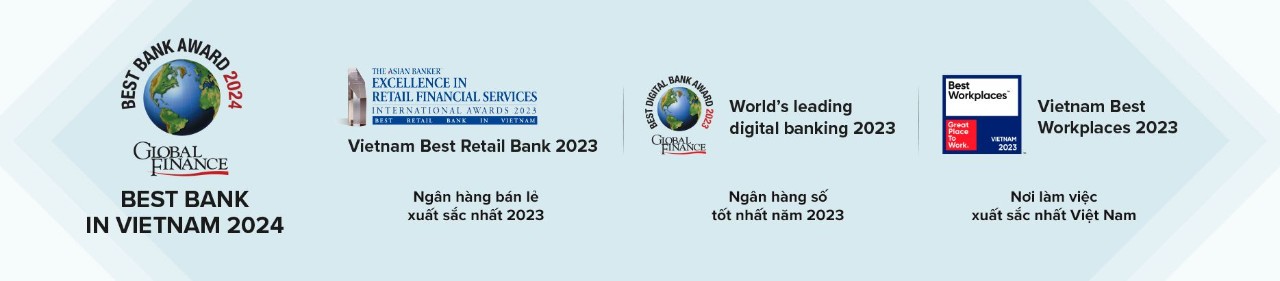 BEST BANK AWARD 2024
GLOBAL
FINANCE
BEST BANK
IN VIETNAM 2024
THE ASIAN BANKER
EXCELLENCE IN
RETAIL FINANCIAL SERVICES
INTERNATIONAL AWARDS 2023
BEST RETAIL BANK IN VIETNAM
Vietnam Best Retail Bank 2023
Ngân hàng bán lẻ
xuất sắc nhất 2023
BEST DIGITAL BANK AWARD 2023
GLOBAL
FINANCE
World's leading
digital banking 2023
Ngân hàng số
tốt nhất năm 2023
Best
Workplaces™
Great
Place
To
Work.
VIETNAM
2023
Vietnam Best
Workplaces 2023
Nơi làm việc
xuất sắc nhất Việt Nam